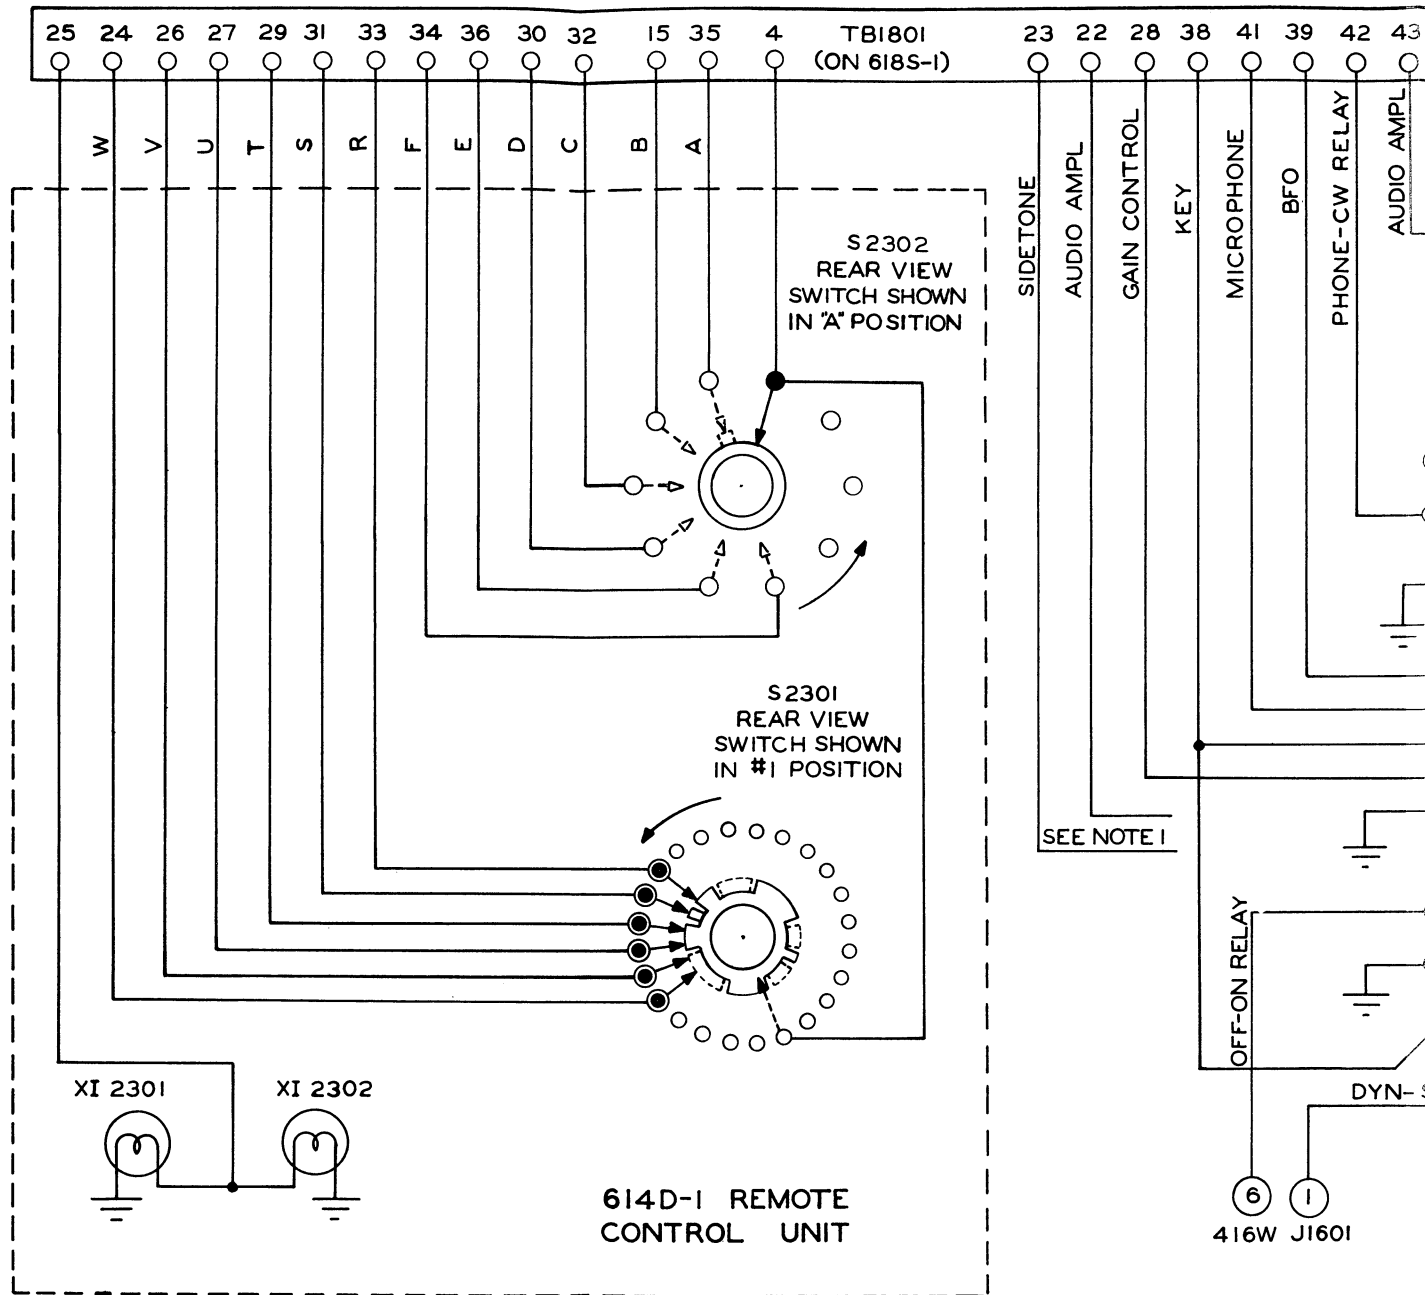 25 24 26 27 29 31 33 34 36 30 32 15 35 4 TB1801 23 22 28 38 41 39 42 43
(ON 618S-1)
W V U T S R F E D C B A
SIDETONE
AUDIO AMPL
GAIN CONTROL
KEY
MICROPHONE
BFO
PHONE-CW RELAY
AUDIO AMPL
S2302
REAR VIEW
SWITCH SHOWN
IN "A" POSITION
S2301
REAR VIEW
SWITCH SHOWN
IN #1 POSITION
SEE NOTE 1
OFF-ON RELAY
XI 2301 XI 2302
DYN-
614D-1 REMOTE
CONTROL UNIT
6 1
416W J1601